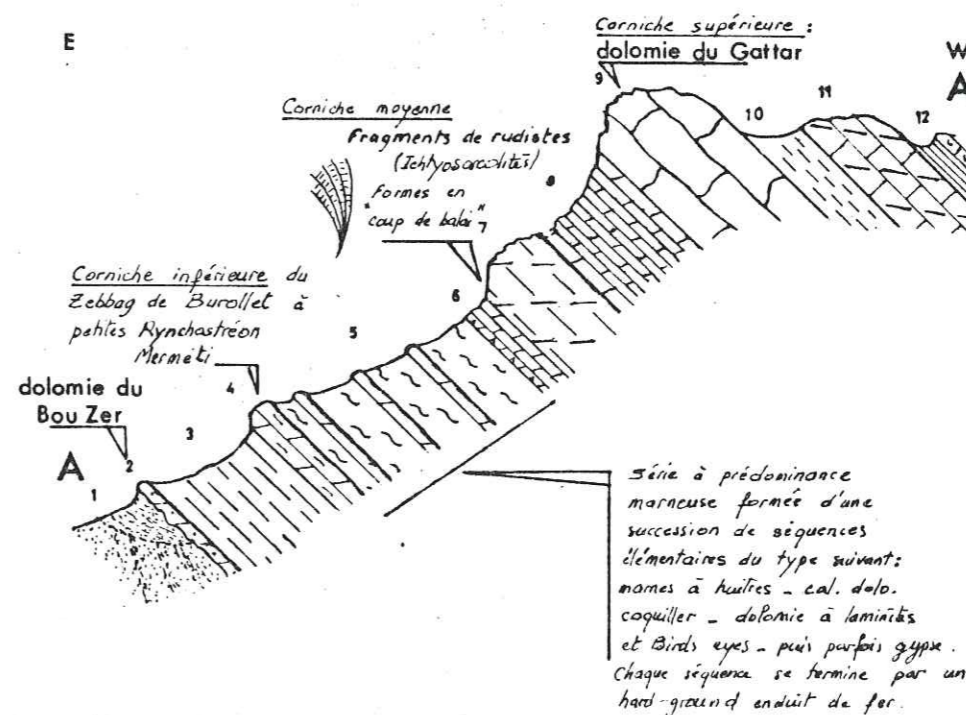 E
Corniche supérieure :
dolomie du Gattar
W
A
9
10
11
12
Corniche moyenne
Fragments de rudistes
(Ichtyosarcolites)
Formes en
"coup de balai"
8
7
Corniche inférieure du
Zebbag de Burollet à
petites Rynchostréon
Merméti
6
5
4
dolomie du
Bou Zer
3
A
2
1
Série à prédominance
marneuse formée d'une
succession de séquences
élémentaires du type suivant:
marnes à huîtres - cal. dolo.
coquiller - dolomie à laminites
et Birds eyes - puis parfois gypse.
Chaque séquence se termine par un
hard-ground enduit de fer.